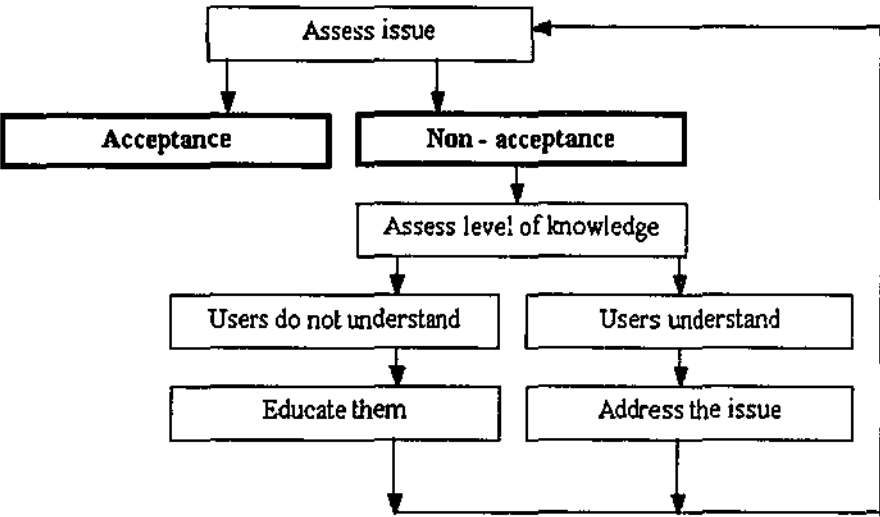 Assess issue
Acceptance
Non - acceptance
Assess level of knowledge
Users do not understand
Users understand
Educate them
Address the issue